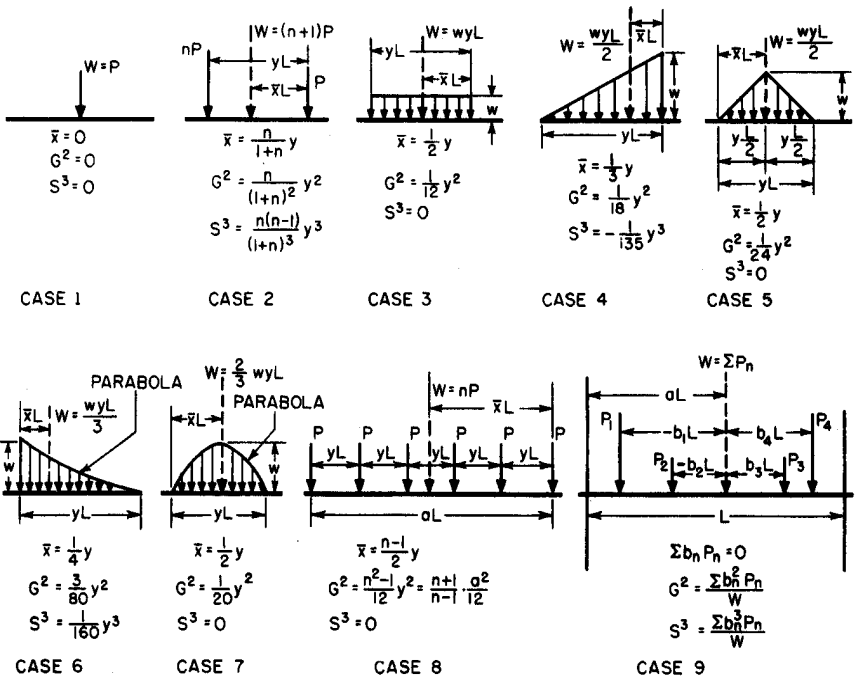 W=P
x̄=0
G²=0
S³=0
CASE 1
W=(n+1)P
nP
yL
P
x̄L
x̄ = n/(1+n) y
G² = n/(1+n)² y²
S³ = n(n-1)/(1+n)³ y³
CASE 2
W=wyL
yL
x̄L
w
x̄ = 1/2 y
G² = 1/12 y²
S³=0
CASE 3
W = wyL/2
x̄L
w
yL
x̄ = 1/3 y
G² = 1/18 y²
S³ = -1/135 y³
CASE 4
x̄L
W = wyL/2
w
y L/2
y L/2
yL
x̄ = 1/2 y
G² = 1/24 y²
S³=0
CASE 5
PARABOLA
x̄L
W = wyL/3
w
yL
x̄ = 1/4 y
G² = 3/80 y²
S³ = 1/160 y³
CASE 6
W = 2/3 wyL
x̄L
PARABOLA
w
yL
x̄ = 1/2 y
G² = 1/20 y²
S³=0
CASE 7
W=nP
x̄L
P P P P P P
yL yL yL yL yL
aL
x̄ = n-1/2 y
G² = n²-1/12 y² = n+1/n-1 · a²/12
S³=0
CASE 8
W=ΣPn
aL
P₁
-b₁L
b₄L
P₄
P₂
-b₂L
b₃L
P₃
L
ΣbnPn=0
G² = Σbn²Pn/W
S³ = Σbn³Pn/W
CASE 9